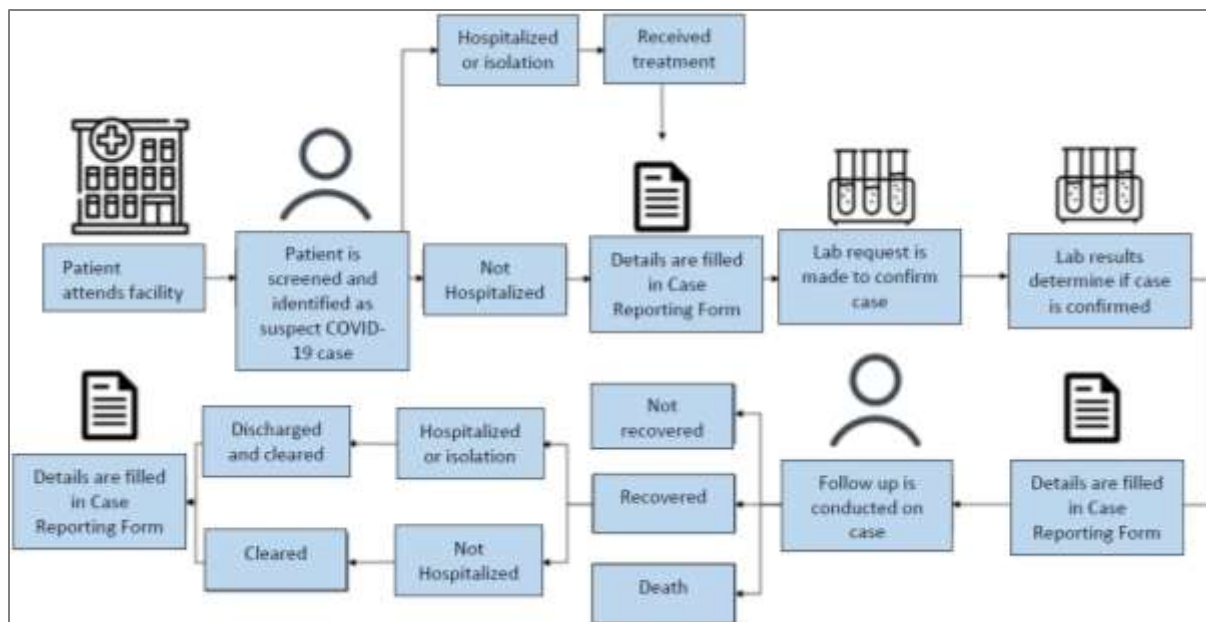 Hospitalized
or isolation
Received
treatment
Patient
attends facility
Patient is
screened and
identified as
suspect COVID-
19 case
Not
Hospitalized
Details are filled
in Case
Reporting Form
Lab request is
made to confirm
case
Lab results
determine if case
is confirmed
Details are filled
in Case
Reporting Form
Discharged
and cleared
Hospitalized
or isolation
Not
recovered
Recovered
Follow up is
conducted on
case
Details are filled
in Case
Reporting Form
Cleared
Not
Hospitalized
Death